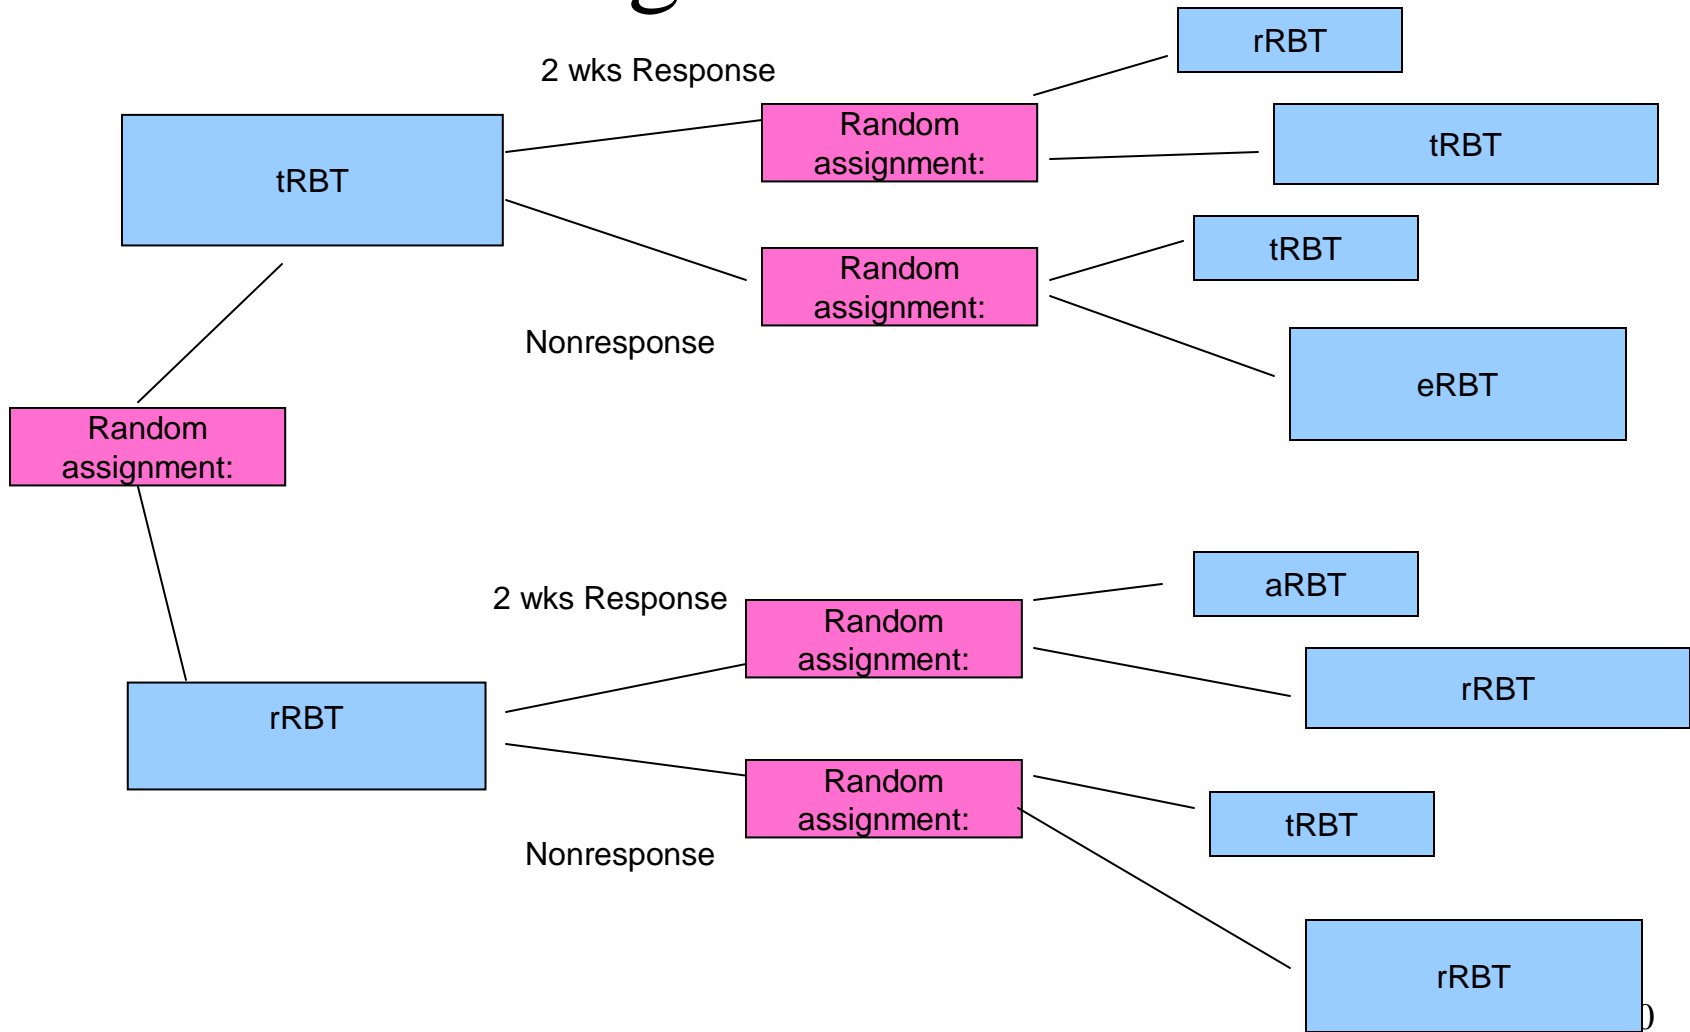 rRBT
2 wks Response
Random
assignment:
tRBT
tRBT
tRBT
Random
assignment:
Nonresponse
eRBT
Random
assignment:
2 wks Response
aRBT
Random
assignment:
rRBT
rRBT
Random
assignment:
tRBT
Nonresponse
rRBT
0